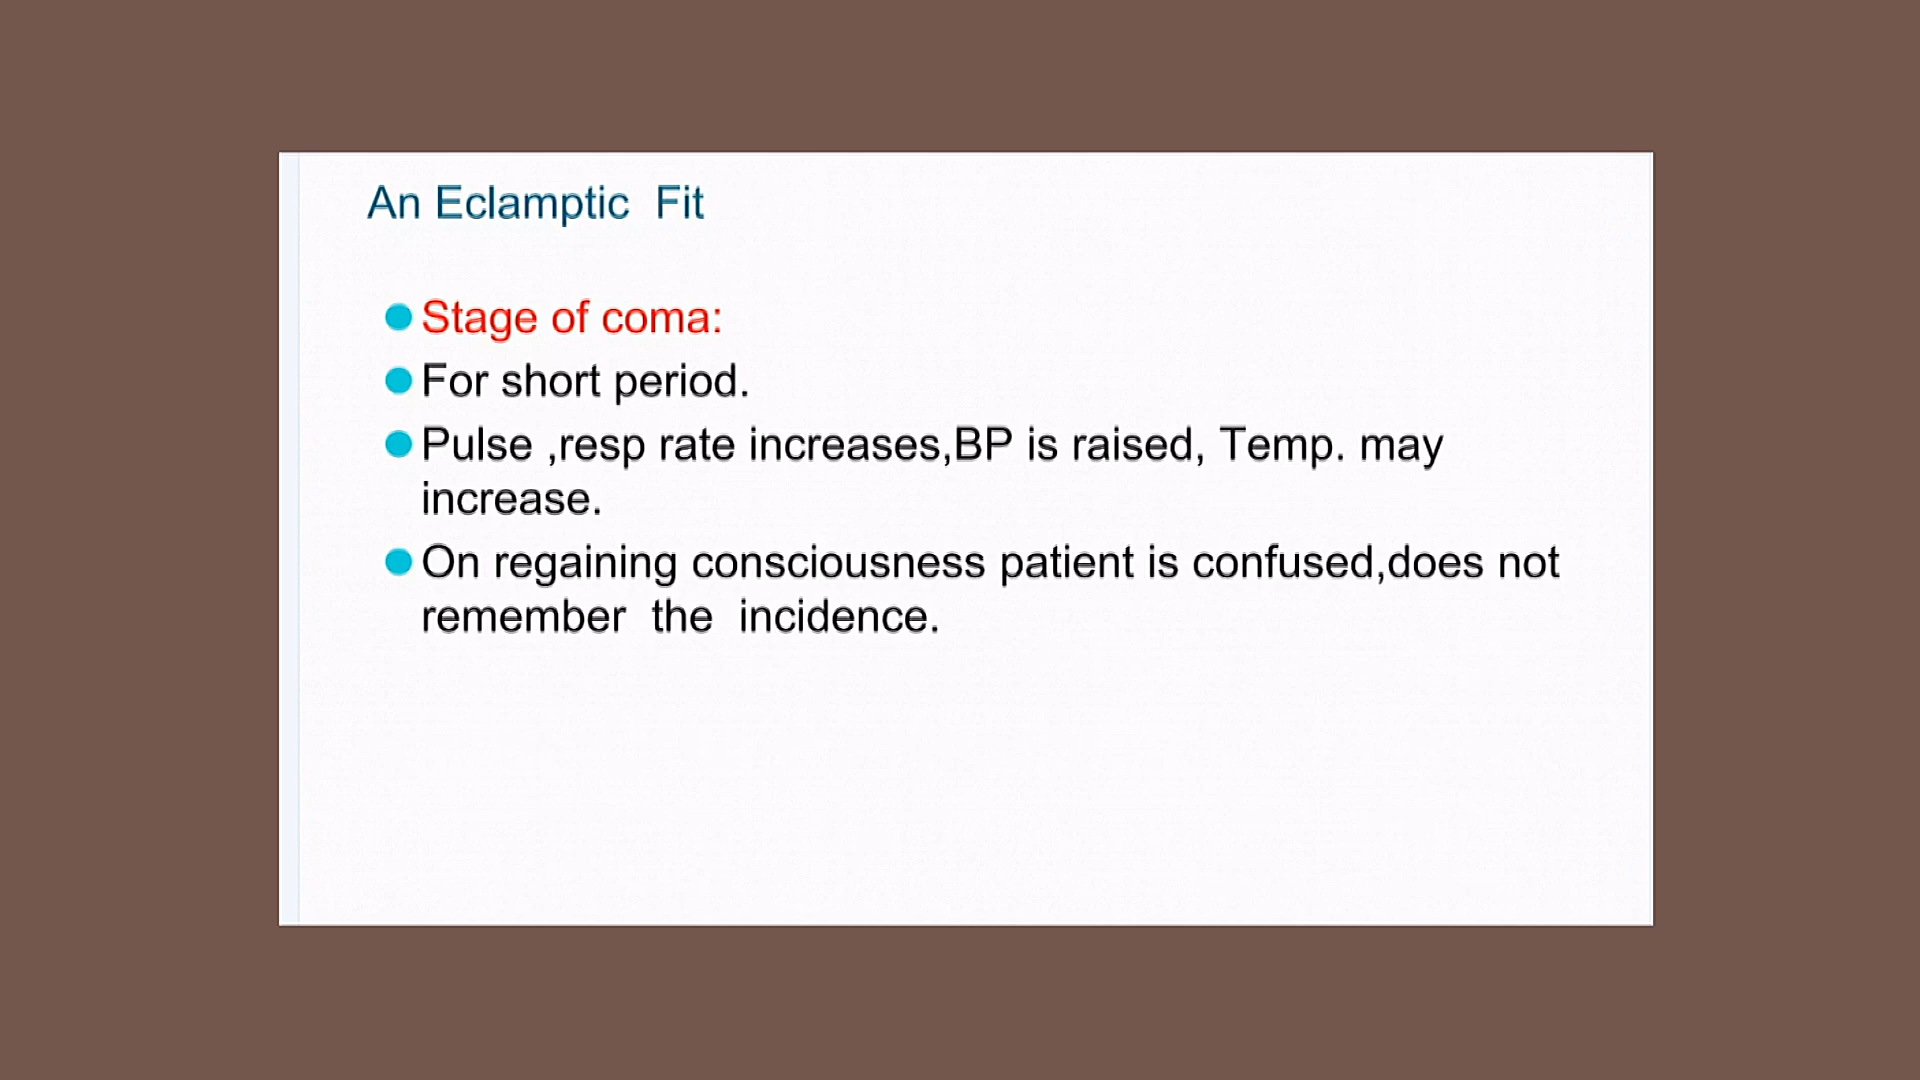 An Eclamptic  Fit
Stage of coma:
For short period.
Pulse ,resp rate increases,BP is raised, Temp. may
increase.
On regaining consciousness patient is confused,does not
remember  the  incidence.